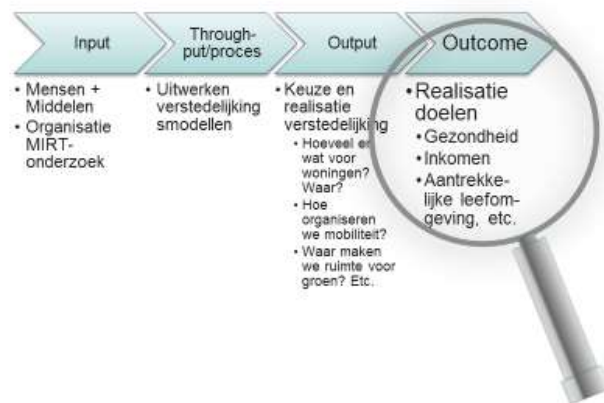 Input
Through-
put/proces
Output
Outcome
• Mensen +
Middelen
• Organisatie
MIRT-
onderzoek
• Uitwerken
verstedelijking
smodellen
• Keuze en
realisatie
verstedelijking
• Hoeveel en
wat voor
woningen?
Waar?
• Hoe
organiseren
we mobiliteit?
• Waar maken
we ruimte voor
groen? Etc.
• Realisatie
doelen
• Gezondheid
• Inkomen
• Aantrekke-
lijke leefom-
geving, etc.